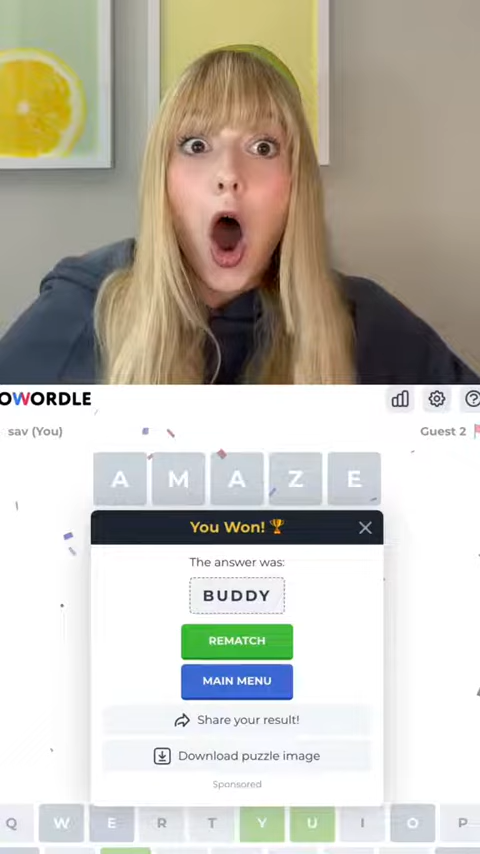 OWORDLE
sav (You)
Guest 2
A M A Z E
You Won! 🏆
The answer was:
BUDDY
REMATCH
MAIN MENU
Share your result!
Download puzzle image
Sponsored
Q W E R T Y U I O P